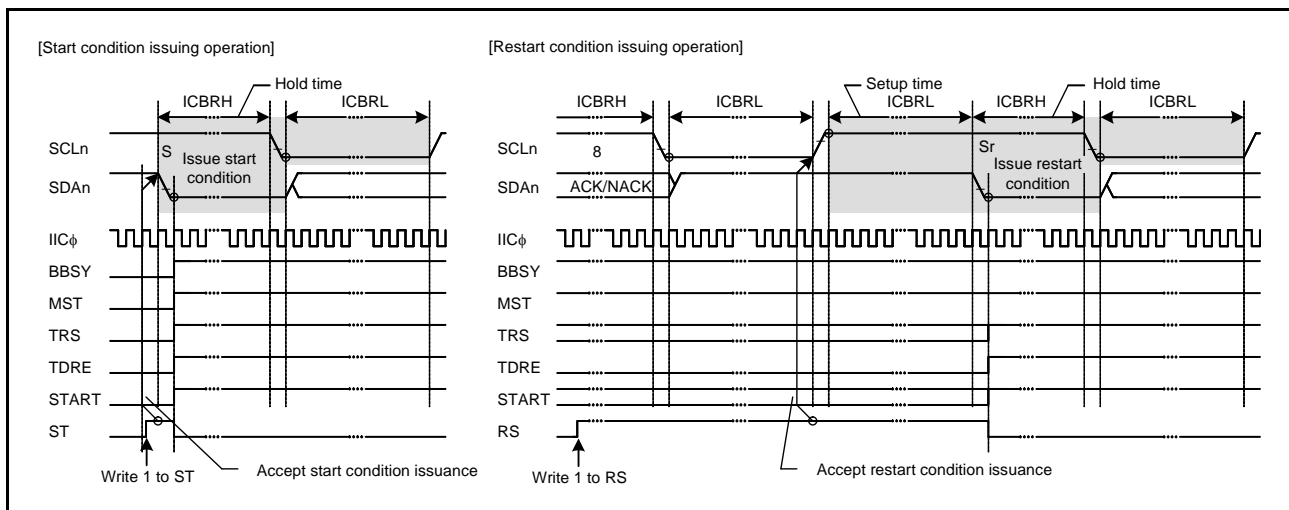 [Start condition issuing operation]
Hold time
ICBRH
ICBRL
SCLn
S
Issue start
condition
SDAn
IICϕ
BBSY
MST
TRS
TDRE
START
ST
Write 1 to ST
Accept start condition issuance
[Restart condition issuing operation]
Setup time
Hold time
ICBRH
ICBRL
ICBRL
ICBRH
ICBRL
SCLn
8
Sr
Issue restart
condition
SDAn
ACK/NACK
IICϕ
BBSY
MST
TRS
TDRE
START
RS
Write 1 to RS
Accept restart condition issuance